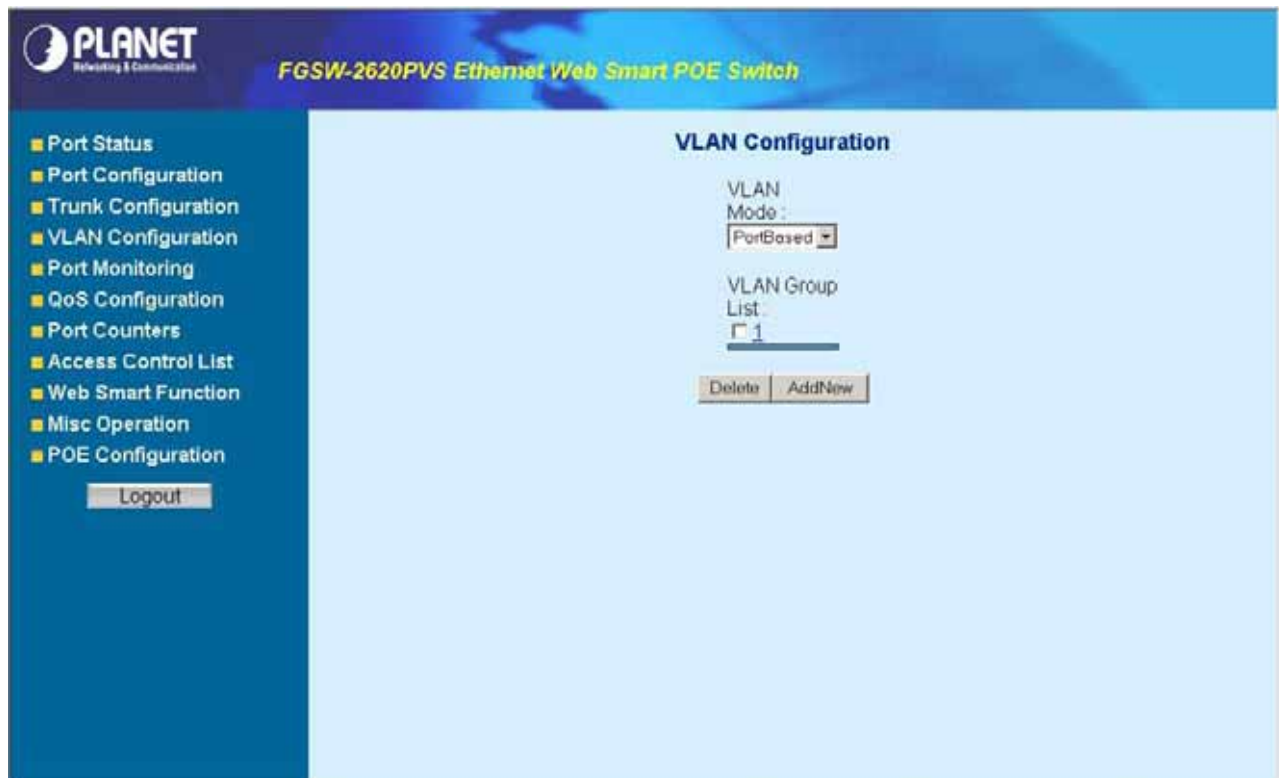 PLANET
Networking & Communication
FGSW-2620PVS Ethernet Web Smart POE Switch
Port Status
Port Configuration
Trunk Configuration
VLAN Configuration
Port Monitoring
QoS Configuration
Port Counters
Access Control List
Web Smart Function
Misc Operation
POE Configuration
Logout
VLAN Configuration
VLAN
Mode :
PortBased
VLAN Group
List :
1
Delete
AddNew